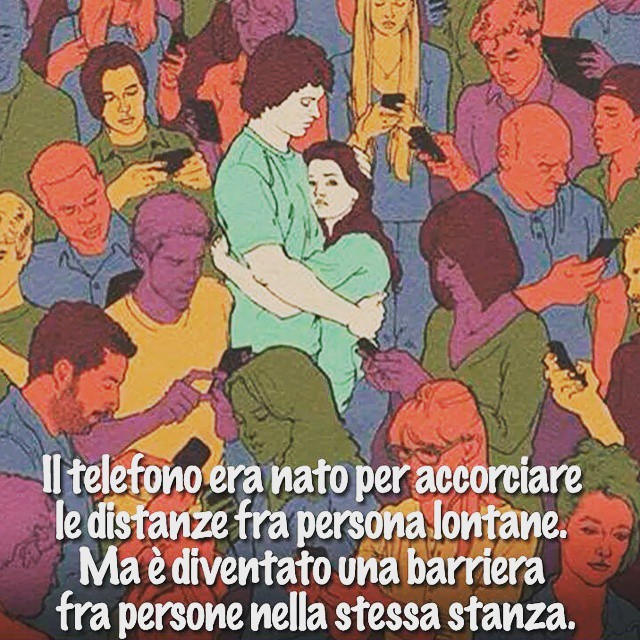 Il telefono era nato per accorciare
le distanze fra persona lontane.
Ma è diventato una barriera
fra persone nella stessa stanza.